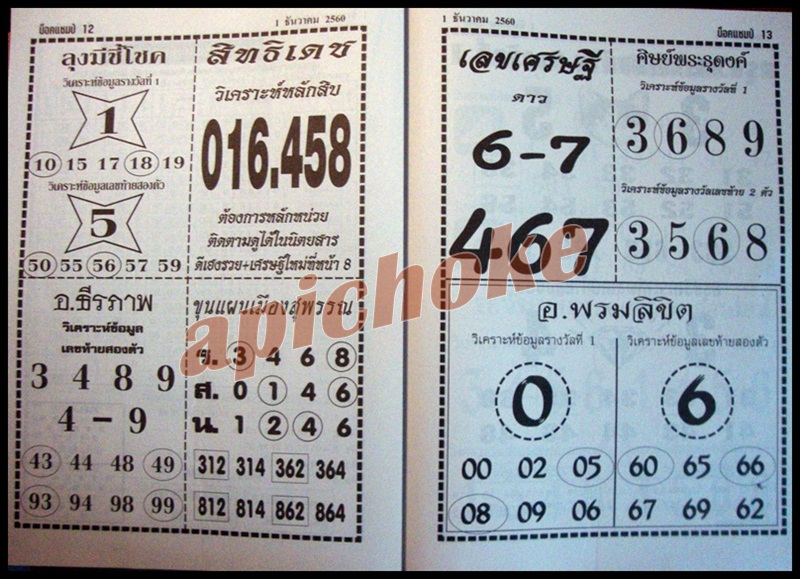 ม็อคแชมป์ 12
1 ธันวาคม 2560
ลุงมีชี้โชค
วิเคราะห์ข้อมูลรางวัลที่ 1
1
10 15 17 18 19
วิเคราะห์ข้อมูลเลขท้ายสองตัว
5
50 55 56 57 59
สิทธิเดช
วิเคราะห์หลักสิบ
016.458
ต้องการหลักหน่วย
ติดตามดูได้ในนิตยสาร
ตี่เฮงรวย+เศรษฐีใหม่ที่หน้า 8
อ.ธีรภาพ
วิเคราะห์ข้อมูล
เลขท้ายสองตัว
3 4 8 9
4 - 9
43 44 48 49
93 94 98 99
ขุนแผนเมืองสุพรรณ
ข. 3 4 6 8
ส. 0 1 4 6
น. 1 2 4 6
312 314 362 364
812 814 862 864
1 ธันวาคม 2560
ม็อคแชมป์ 13
เลขเศรษฐี
ดาว
6-7
467
ศิษย์พระธุดงค์
วิเคราะห์ข้อมูลรางวัลที่ 1
3 6 8 9
วิเคราะห์ข้อมูลรางวัลเลขท้าย 2 ตัว
3 5 6 8
อ.พรมลิขิต
วิเคราะห์ข้อมูลรางวัลที่ 1
0
00 02 05
08 09 06
วิเคราะห์ข้อมูลเลขท้ายสองตัว
6
60 65 66
67 69 62
apichoke